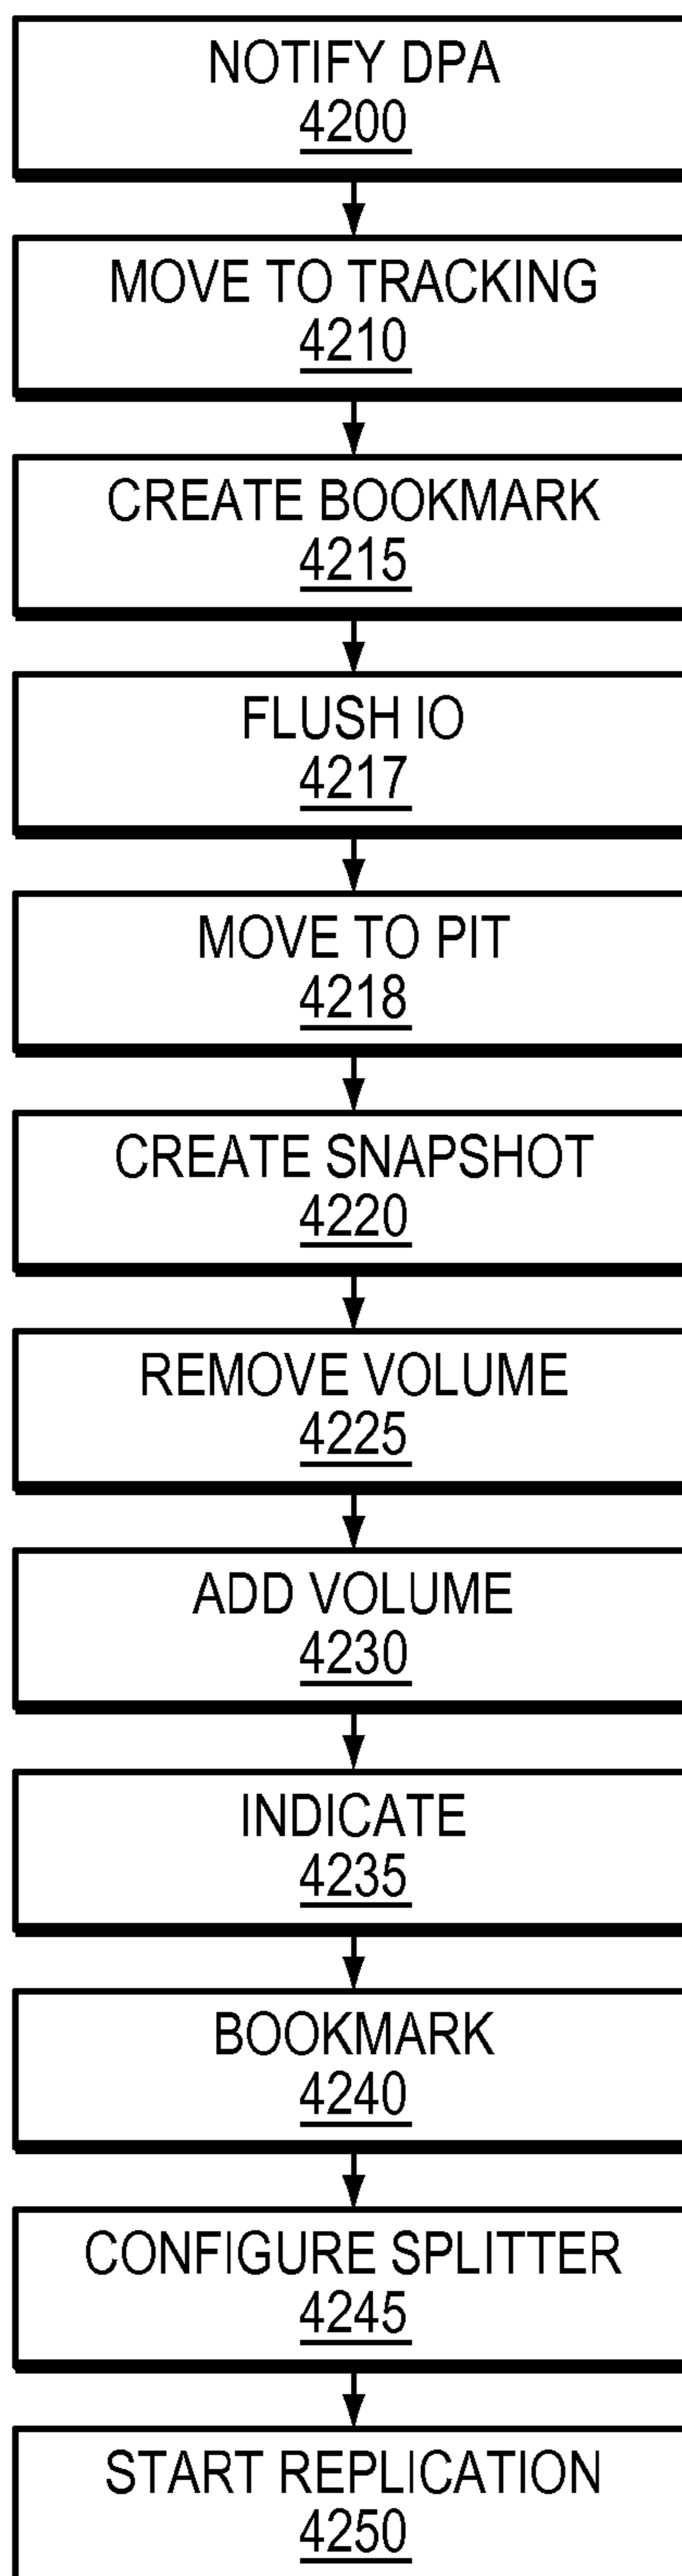 NOTIFY DPA
4200
MOVE TO TRACKING
4210
CREATE BOOKMARK
4215
FLUSH IO
4217
MOVE TO PIT
4218
CREATE SNAPSHOT
4220
REMOVE VOLUME
4225
ADD VOLUME
4230
INDICATE
4235
BOOKMARK
4240
CONFIGURE SPLITTER
4245
START REPLICATION
4250